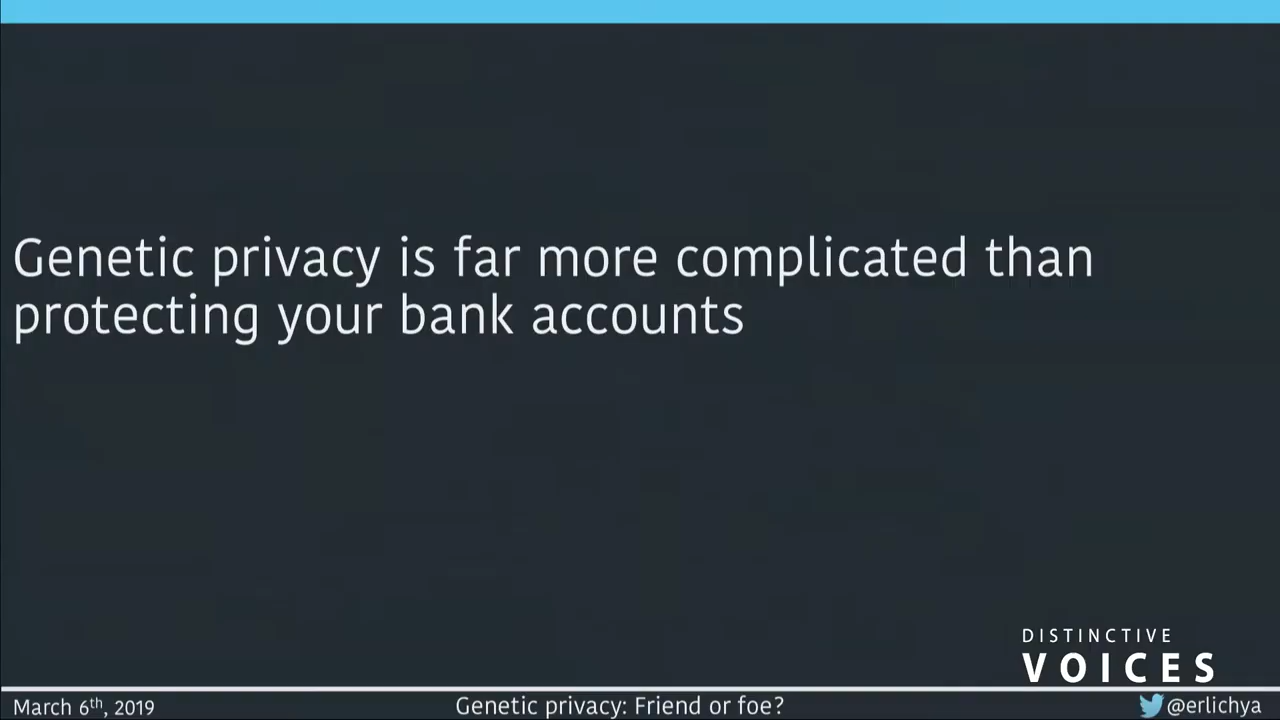 Genetic privacy is far more complicated than
protecting your bank accounts
DISTINCTIVE
VOICES
March 6th, 2019
Genetic privacy: Friend or foe?
@erlichya